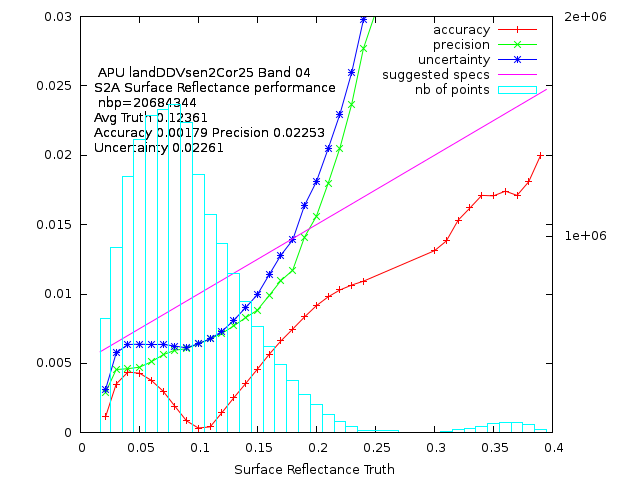 0.03
0.025
0.02
0.015
0.01
0.005
0
2e+06
1e+06
accuracy
precision
uncertainty
suggested specs
nb of points
APU landDDVsen2Cor25 Band 04
S2A Surface Reflectance performance
nbp=20684344
Avg Truth 0.12361
Accuracy 0.00179 Precision 0.02253
Uncertainty 0.02261
0 0.05 0.1 0.15 0.2 0.25 0.3 0.35 0.4
Surface Reflectance Truth